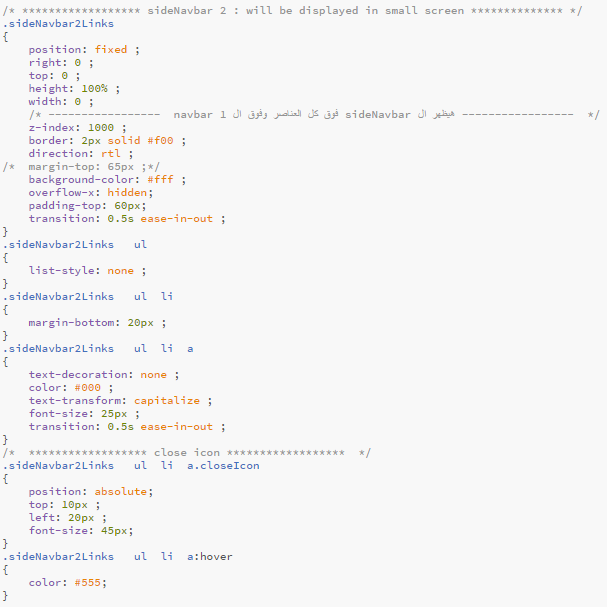 /* ****************** sideNavbar 2 : will be displayed in small screen ************** */
.sideNavbar2Links
{
    position: fixed ;
    right: 0 ;
    top: 0 ;
    height: 100% ;
    width: 0 ;
    /* -----------------  navbar 1 فوق كل العناصر وفوق ال sideNavbar هيظهر ال -----------------  */
    z-index: 1000 ;
    border: 2px solid #f00 ;
    direction: rtl ;
/*  margin-top: 65px ;*/
    background-color: #fff ;
    overflow-x: hidden;
    padding-top: 60px;
    transition: 0.5s ease-in-out ;
}
.sideNavbar2Links   ul
{
    list-style: none ;
}
.sideNavbar2Links   ul  li
{
    margin-bottom: 20px ;
}
.sideNavbar2Links   ul  li  a
{
    text-decoration: none ;
    color: #000 ;
    text-transform: capitalize ;
    font-size: 25px ;
    transition: 0.5s ease-in-out ;
}
/*  ****************** close icon ******************  */
.sideNavbar2Links   ul  li  a.closeIcon
{
    position: absolute;
    top: 10px ;
    left: 20px ;
    font-size: 45px;
}
.sideNavbar2Links   ul  li  a:hover
{
    color: #555;
}